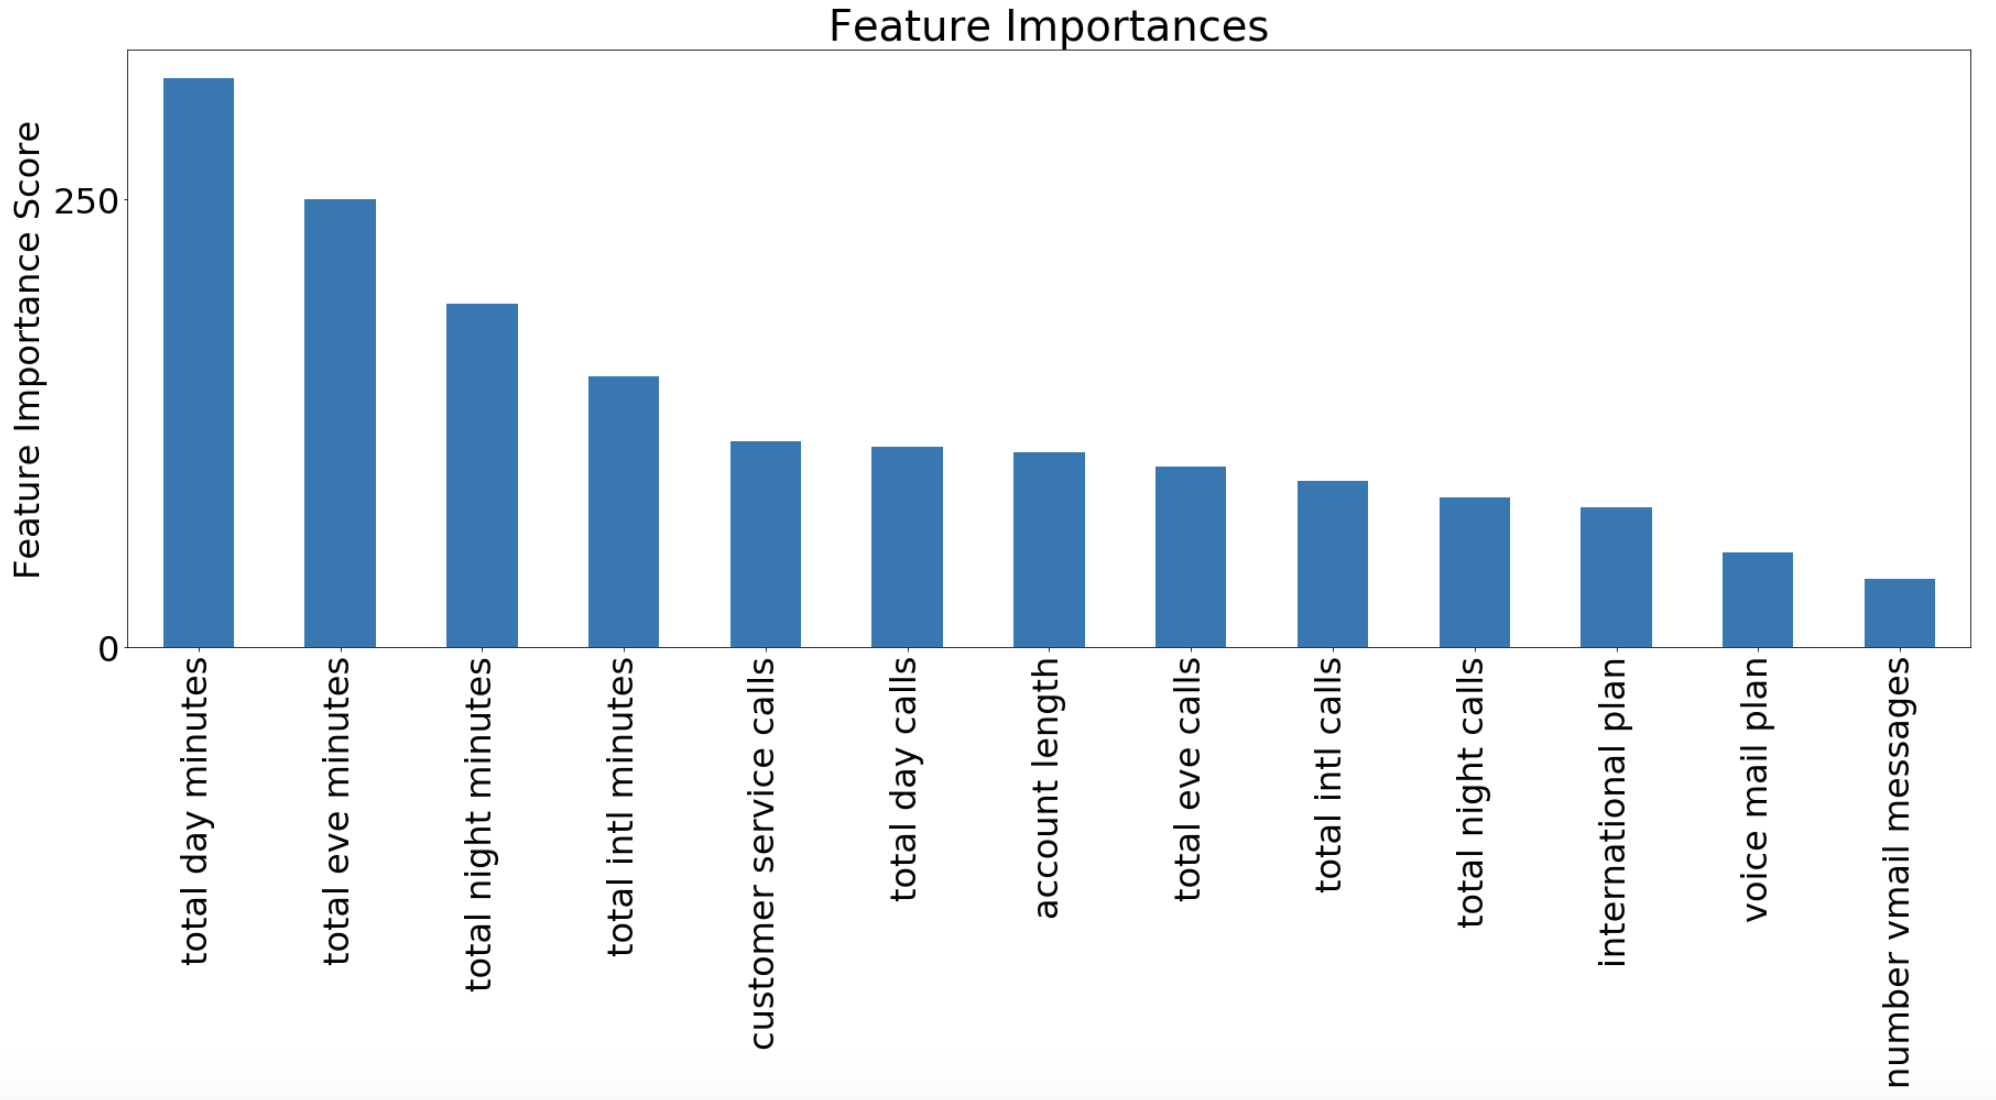 Feature Importances
Feature Importance Score
250
0
total day minutes
total eve minutes
total night minutes
total intl minutes
customer service calls
total day calls
account length
total eve calls
total intl calls
total night calls
international plan
voice mail plan
number vmail messages